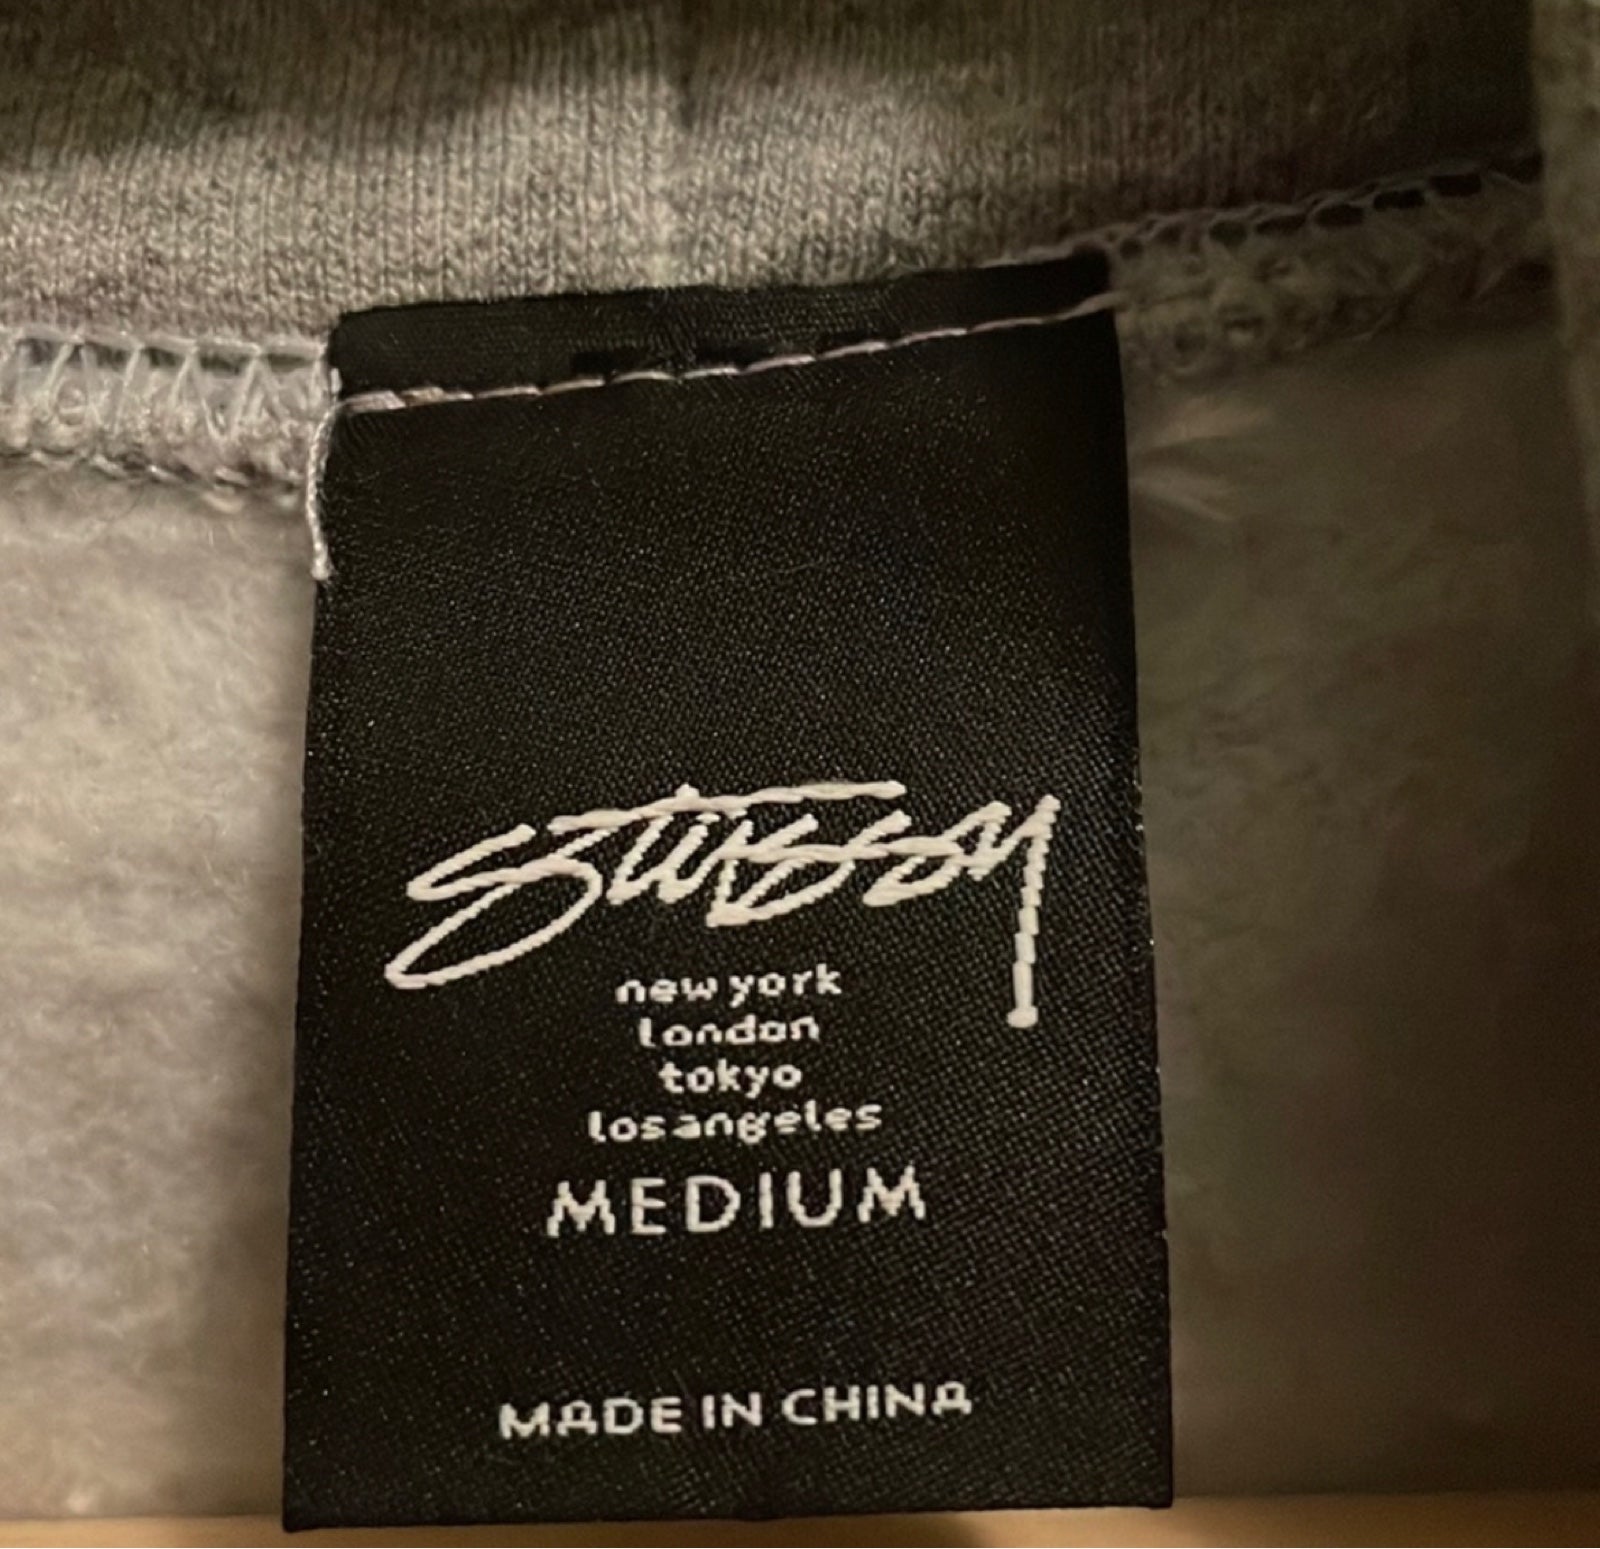 stüssy
new york
london
tokyo
los angeles
MEDIUM
MADE IN CHINA